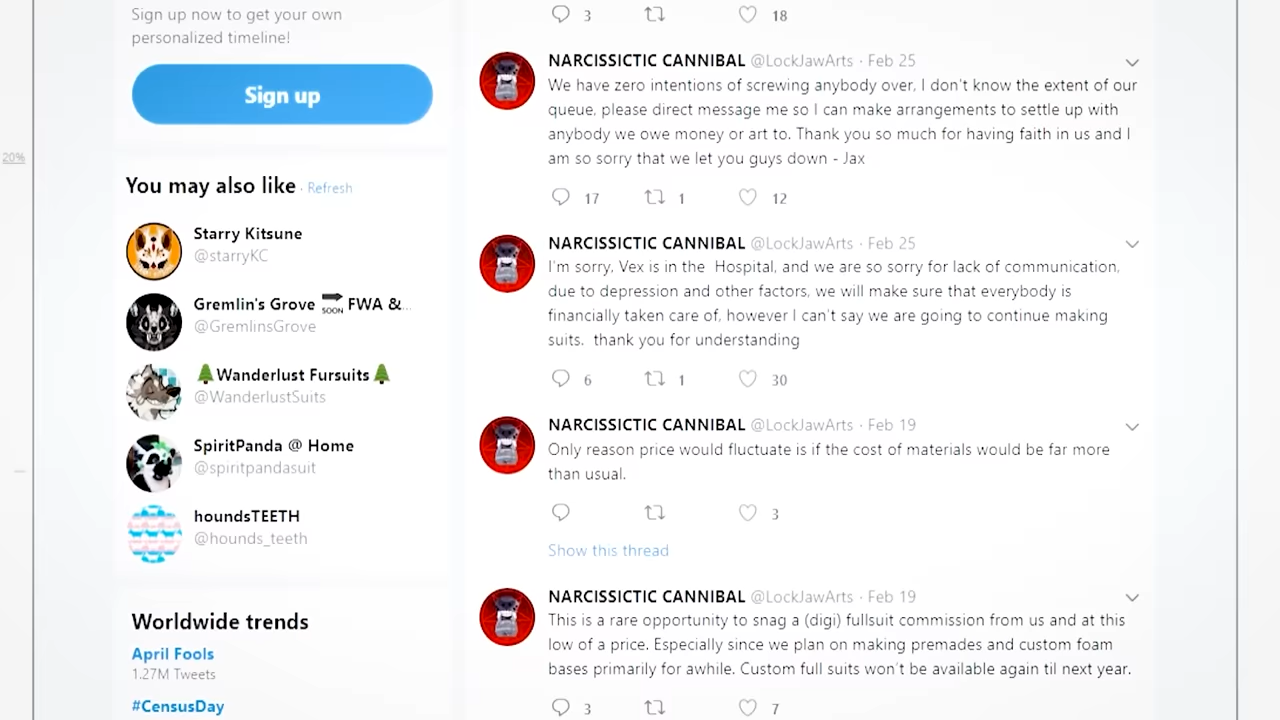 Sign up now to get your own
personalized timeline!
Sign up
20%
You may also like · Refresh
Starry Kitsune
@starryKC
Gremlin's Grove SOON FWA &...
@GremlinsGrove
🌲Wanderlust Fursuits🌲
@WanderlustSuits
SpiritPanda @ Home
@spiritpandasuit
houndsTEETH
@hounds_teeth
Worldwide trends
April Fools
1.27M Tweets
#CensusDay
3 18
NARCISSICTIC CANNIBAL @LockJawArts · Feb 25
We have zero intentions of screwing anybody over, I don't know the extent of our
queue, please direct message me so I can make arrangements to settle up with
anybody we owe money or art to. Thank you so much for having faith in us and I
am so sorry that we let you guys down - Jax
17 1 12
NARCISSICTIC CANNIBAL @LockJawArts · Feb 25
I'm sorry, Vex is in the Hospital, and we are so sorry for lack of communication,
due to depression and other factors, we will make sure that everybody is
financially taken care of, however I can't say we are going to continue making
suits. thank you for understanding
6 1 30
NARCISSICTIC CANNIBAL @LockJawArts · Feb 19
Only reason price would fluctuate is if the cost of materials would be far more
than usual.
3
Show this thread
NARCISSICTIC CANNIBAL @LockJawArts · Feb 19
This is a rare opportunity to snag a (digi) fullsuit commission from us and at this
low of a price. Especially since we plan on making premades and custom foam
bases primarily for awhile. Custom full suits won't be available again til next year.
3 7